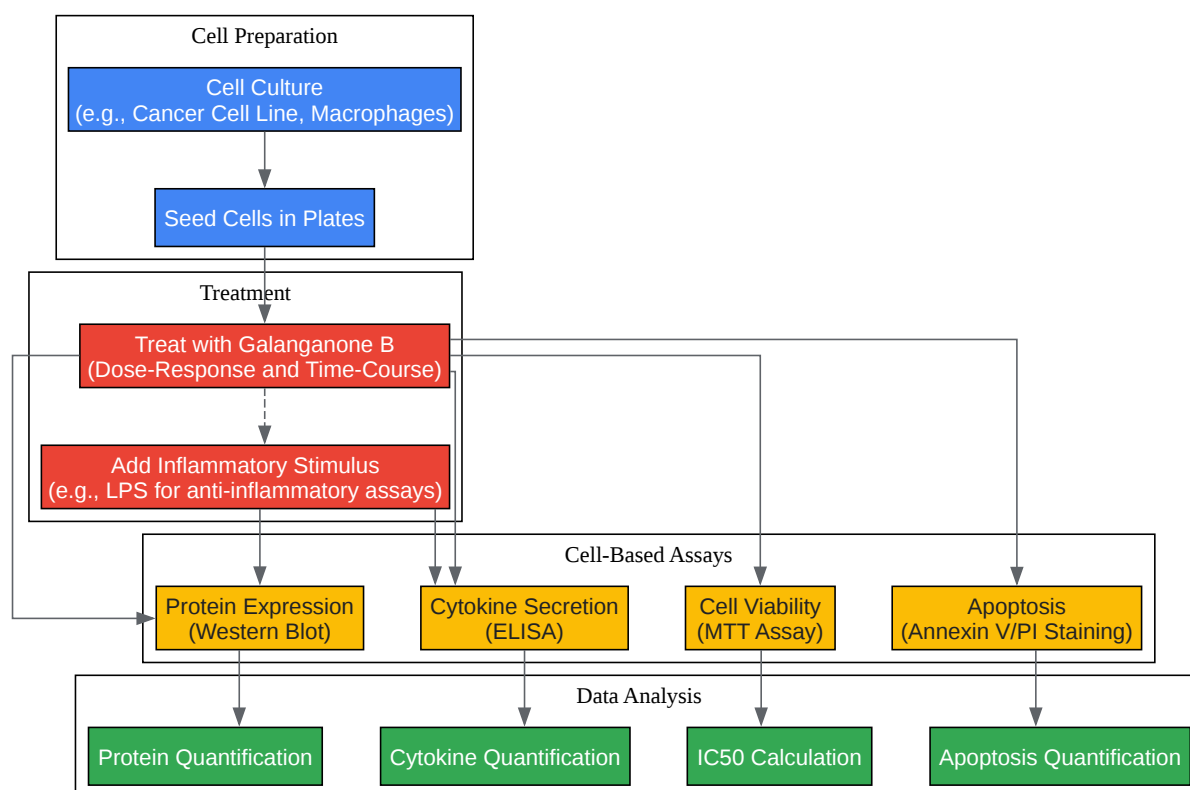 Cell Preparation
Cell Culture
(e.g., Cancer Cell Line, Macrophages)
Seed Cells in Plates
Treatment
Treat with Galanganone B
(Dose-Response and Time-Course)
Add Inflammatory Stimulus
(e.g., LPS for anti-inflammatory assays)
Cell-Based Assays
Protein Expression
(Western Blot)
Cytokine Secretion
(ELISA)
Cell Viability
(MTT Assay)
Apoptosis
(Annexin V/PI Staining)
Data Analysis
Protein Quantification
Cytokine Quantification
IC50 Calculation
Apoptosis Quantification